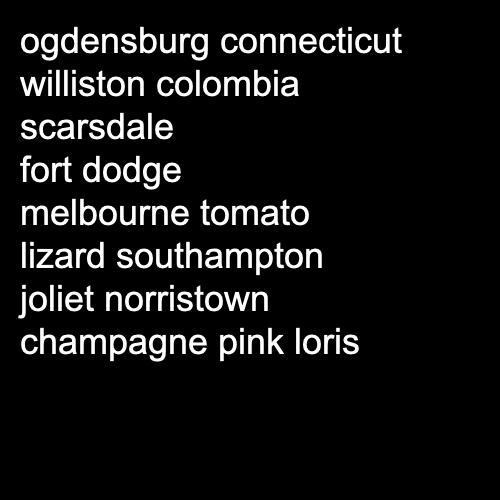 ogdensburg connecticut
williston colombia
scarsdale
fort dodge
melbourne tomato
lizard southampton
joliet norristown
champagne pink loris